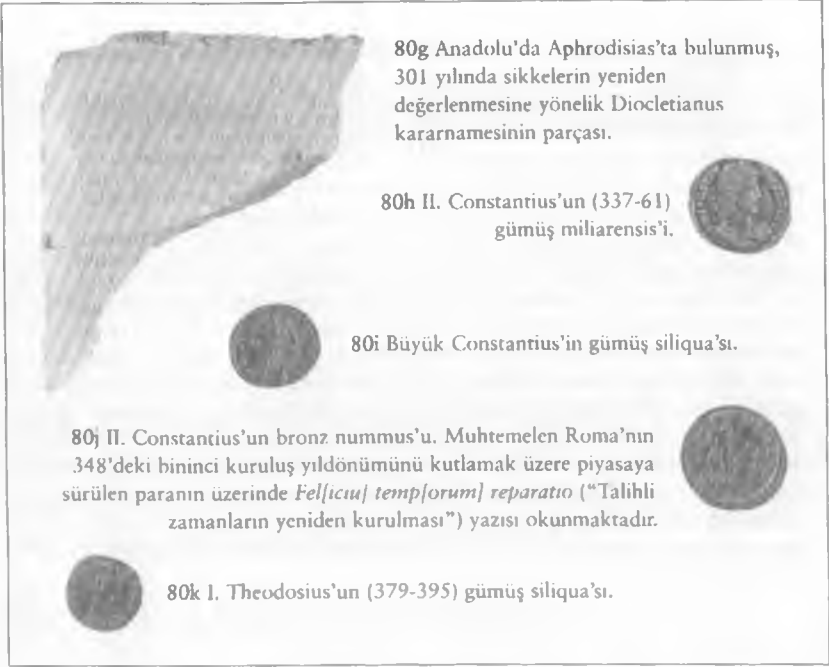 80g Anadolu'da Aphrodisias'ta bulunmuş,
301 yılında sikkelerin yeniden
değerlenmesine yönelik Diocletianus
kararnamesinin parçası.
80h II. Constantius'un (337-61)
gümüş miliarensis'i.
80i Büyük Constantius'in gümüş siliqua'sı.
80j II. Constantius'un bronz nummus'u. Muhtemelen Roma'nın
348'deki bininci kuruluş yıldönümünü kutlamak üzere piyasaya
sürülen paranın üzerinde Fel[iciu] temp[orum] reparatio ("Talihli
zamanların yeniden kurulması") yazısı okunmaktadır.
80k I. Theodosius'un (379-395) gümüş siliqua'sı.